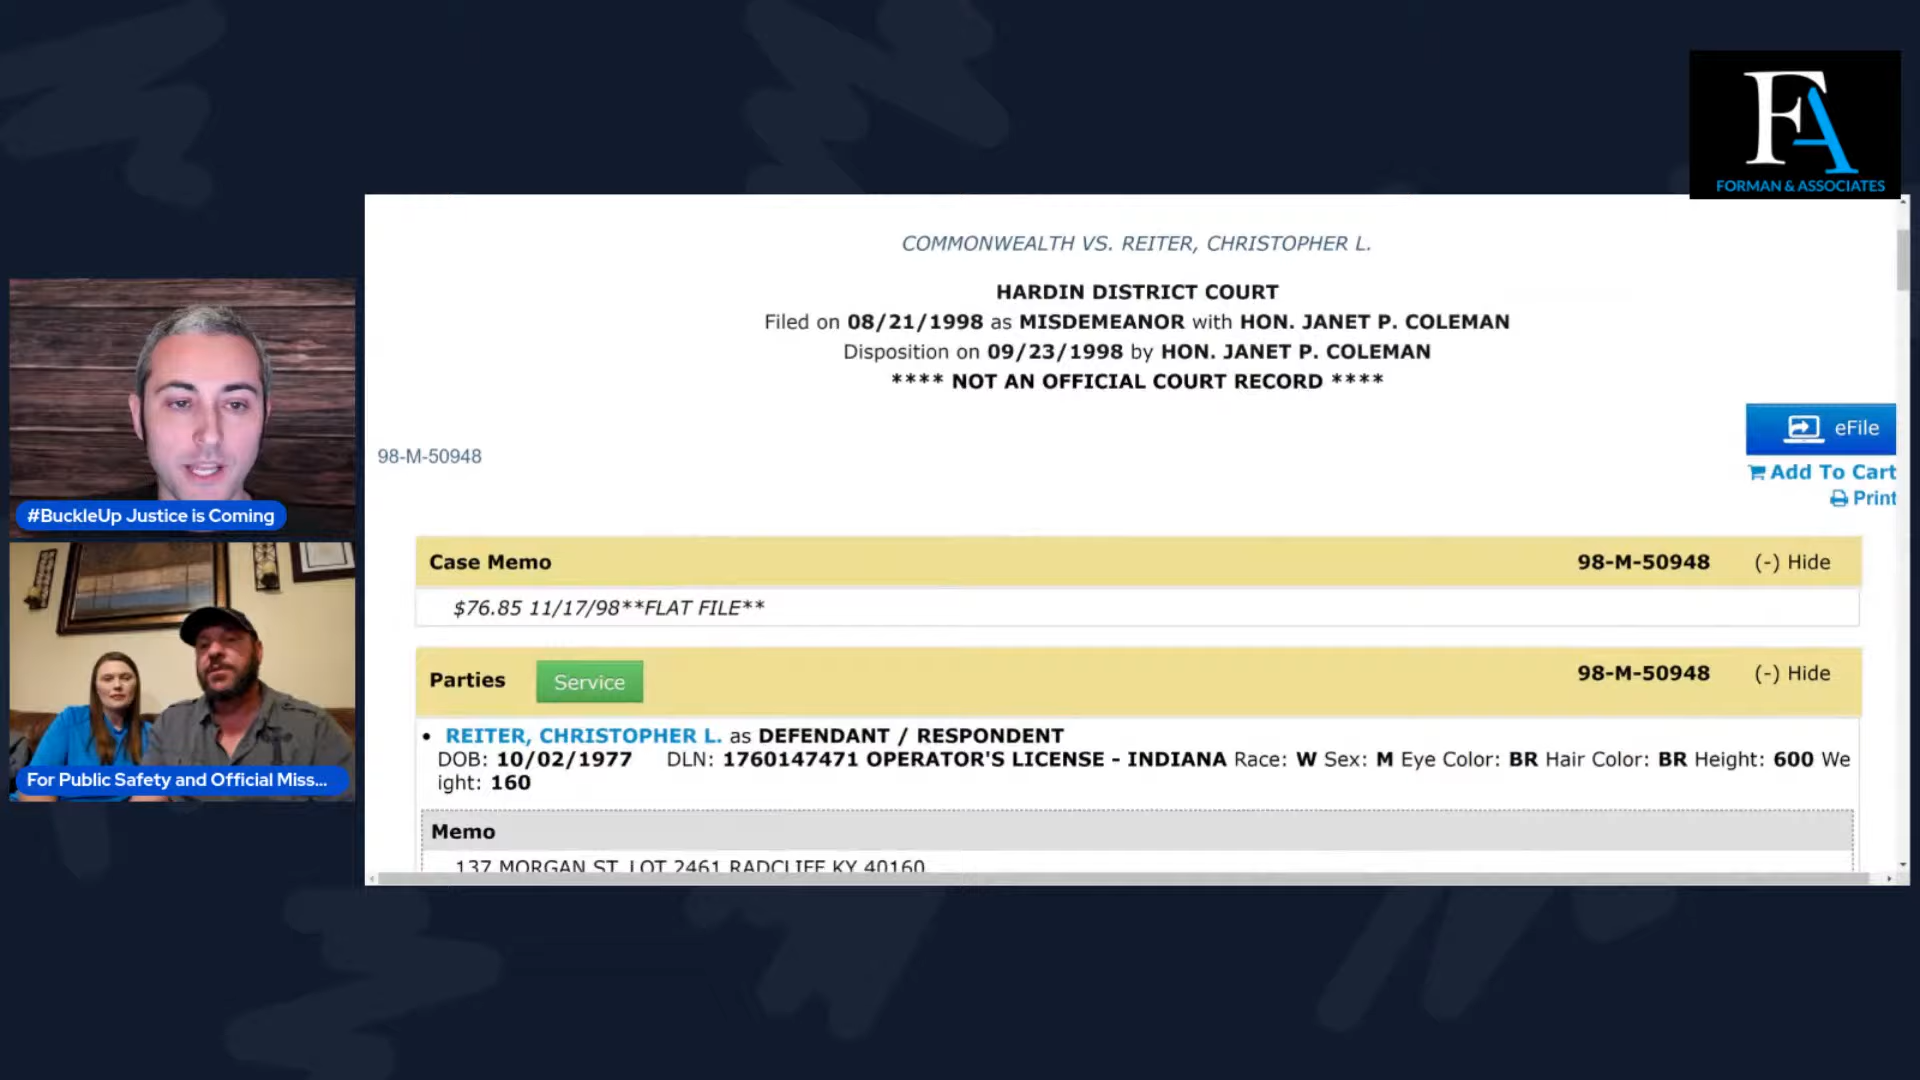 FA
FORMAN & ASSOCIATES
COMMONWEALTH VS. REITER, CHRISTOPHER L.
HARDIN DISTRICT COURT
Filed on 08/21/1998 as MISDEMEANOR with HON. JANET P. COLEMAN
Disposition on 09/23/1998 by HON. JANET P. COLEMAN
**** NOT AN OFFICIAL COURT RECORD ****
eFile
98-M-50948
Add To Cart
Print
#BuckleUp Justice is Coming
Case Memo 98-M-50948 (-) Hide
$76.85 11/17/98**FLAT FILE**
Parties Service 98-M-50948 (-) Hide
• REITER, CHRISTOPHER L. as DEFENDANT / RESPONDENT
DOB: 10/02/1977 DLN: 1760147471 OPERATOR'S LICENSE - INDIANA Race: W Sex: M Eye Color: BR Hair Color: BR Height: 600 We
ight: 160
For Public Safety and Official Miss...
Memo
137 MORGAN ST. LOT 2461 RADCLIFF KY 40160